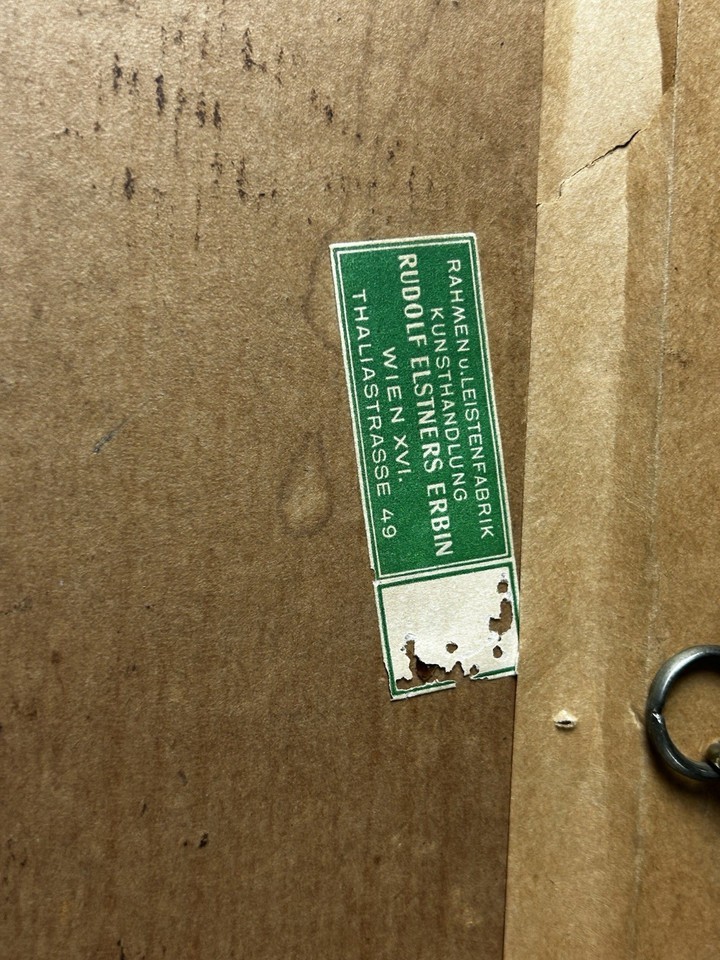 RAHMEN u. LEISTENFABRIK
KUNSTHANDLUNG
RUDOLF ELSTNERS ERBIN
WIEN XVI.
THALIASTRASSE 49